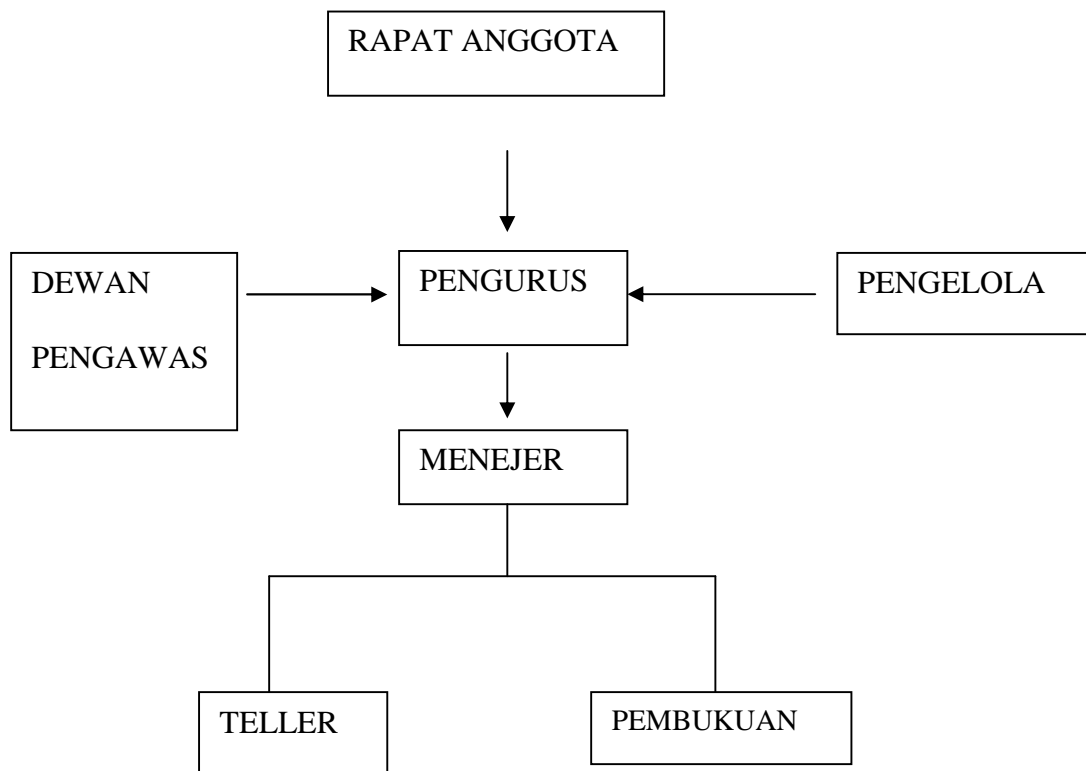 RAPAT ANGGOTA
DEWAN
PENGAWAS
PENGURUS
PENGELOLA
MENEJER
TELLER
PEMBUKUAN